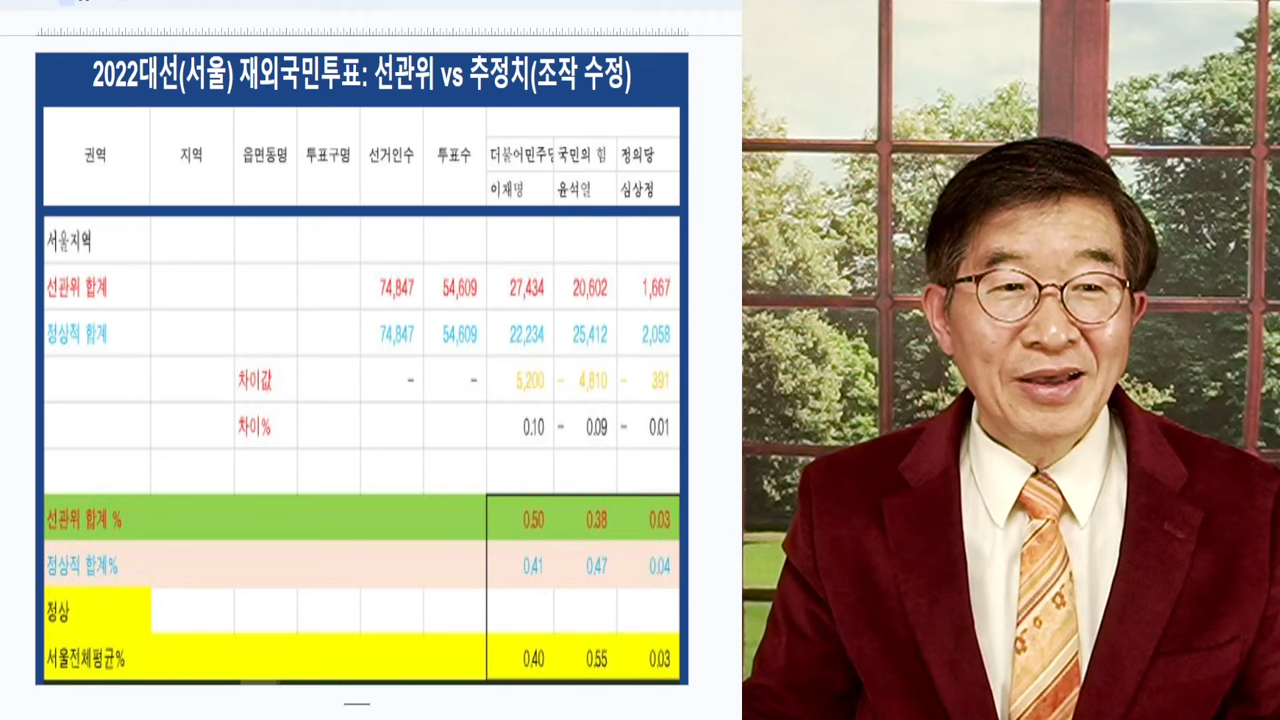 2022대선(서울) 재외국민투표: 선관위 vs 추정치(조작 수정)
권역 지역 읍면동명 투표구명 선거인수 투표수 더불어민주당 국민의 힘 정의당
이재명 윤석열 심상정
서울지역
선관위 합계 74,847 54,609 27,434 20,602 1,667
정상적 합계 74,847 54,609 22,234 25,412 2,058
차이값 - - 5,200 - 4,810 - 391
차이% 0.10 - 0.09 - 0.01
선관위 합계 % 0.50 0.38 0.03
정상적 합계% 0.41 0.47 0.04
정상
서울전체평균% 0.40 0.55 0.03